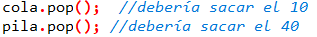 cola.pop();  //debería sacar el 10
pila.pop(); //debería sacar el 40